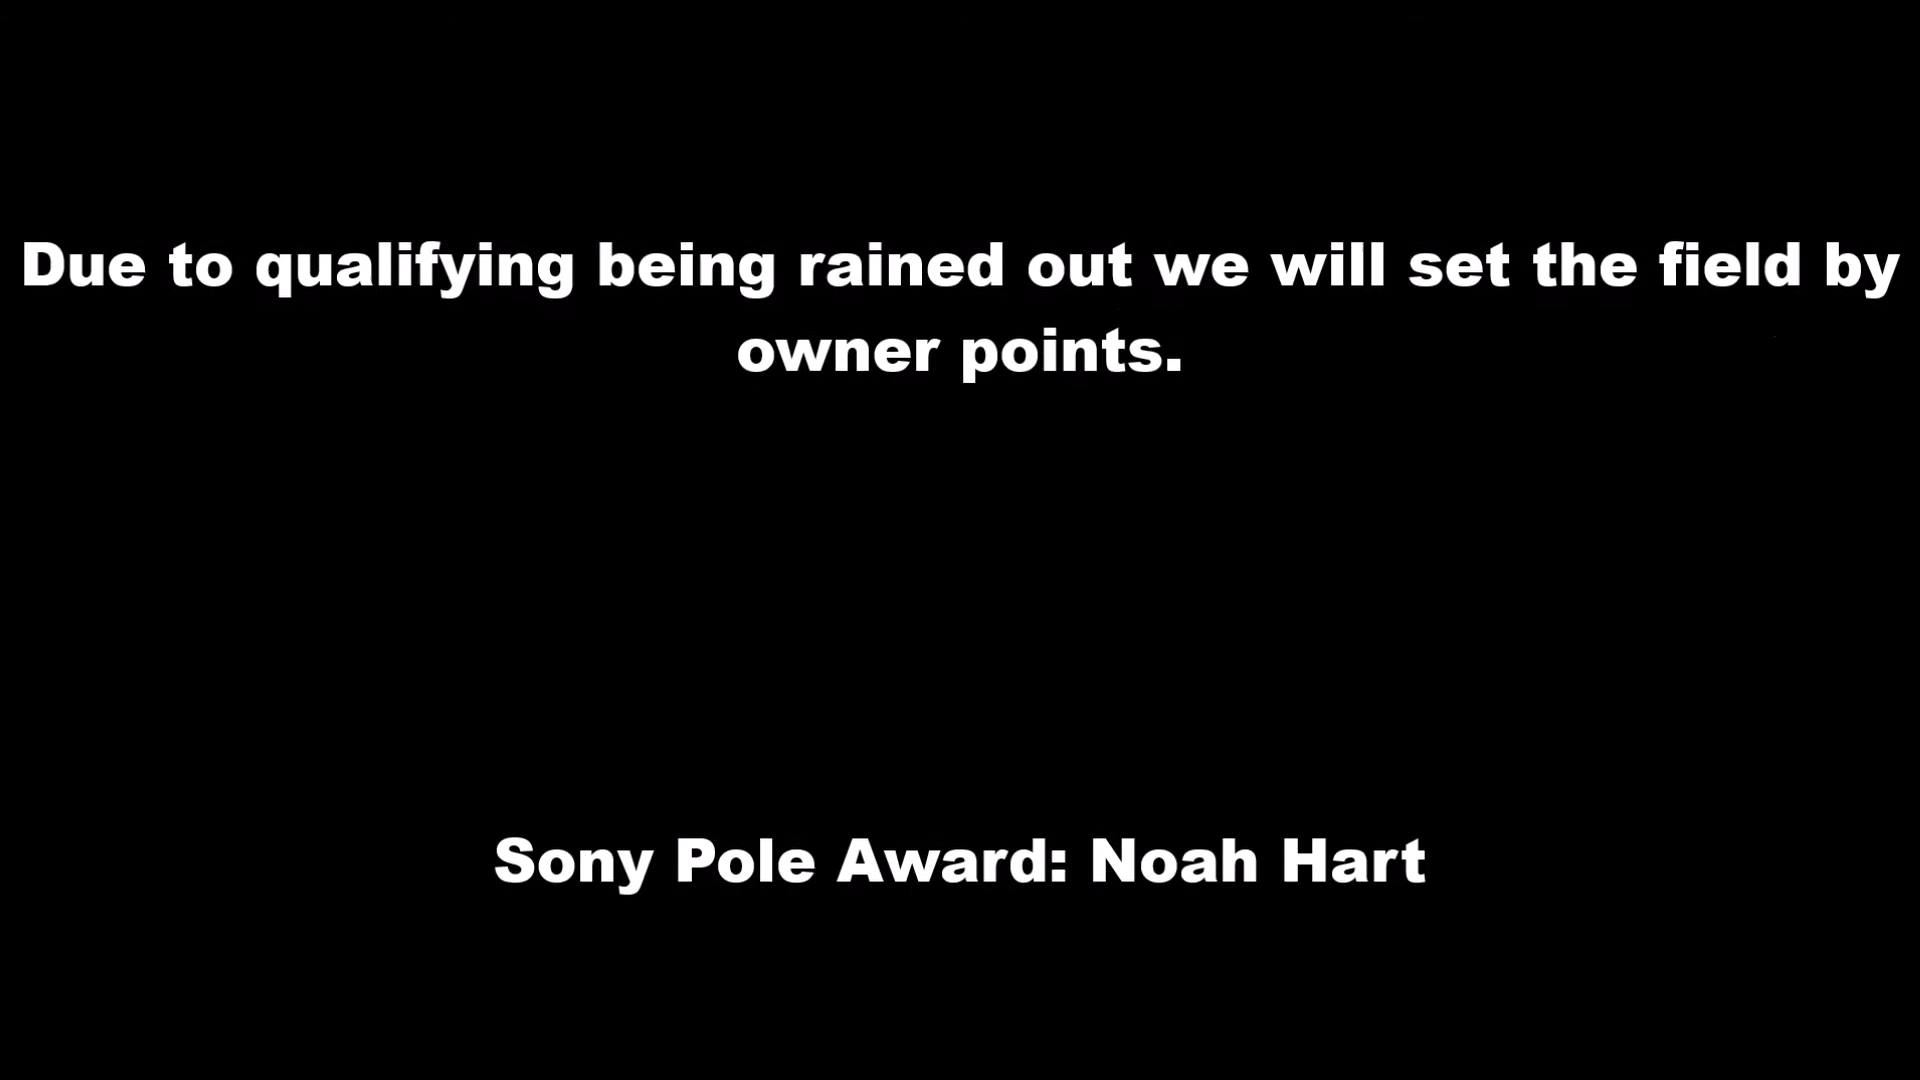 Due to qualifying being rained out we will set the field by
owner points.
Sony Pole Award: Noah Hart